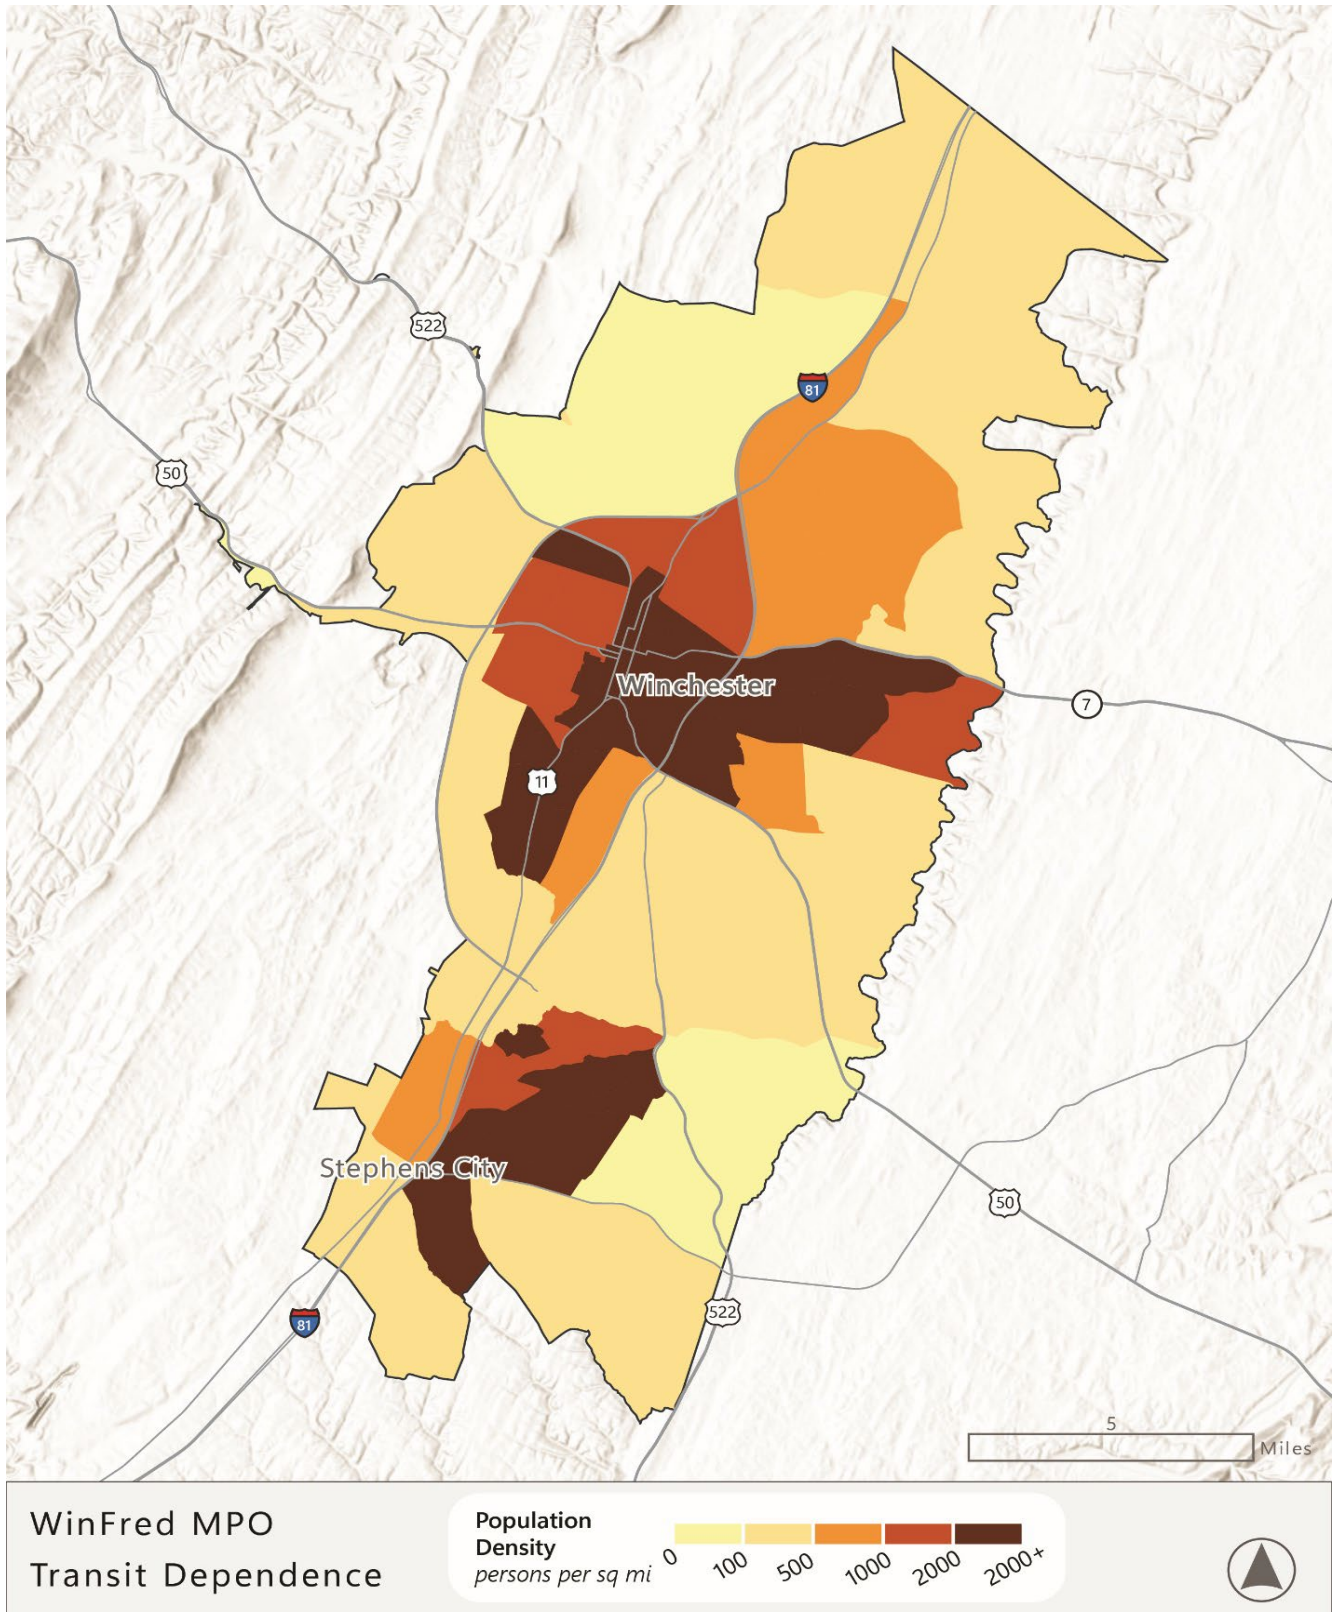 522
81
50
Winchester
7
11
Stephens City
50
522
81
5
Miles
WinFred MPO
Transit Dependence
Population
Density
persons per sq mi
0 100 500 1000 2000 2000+